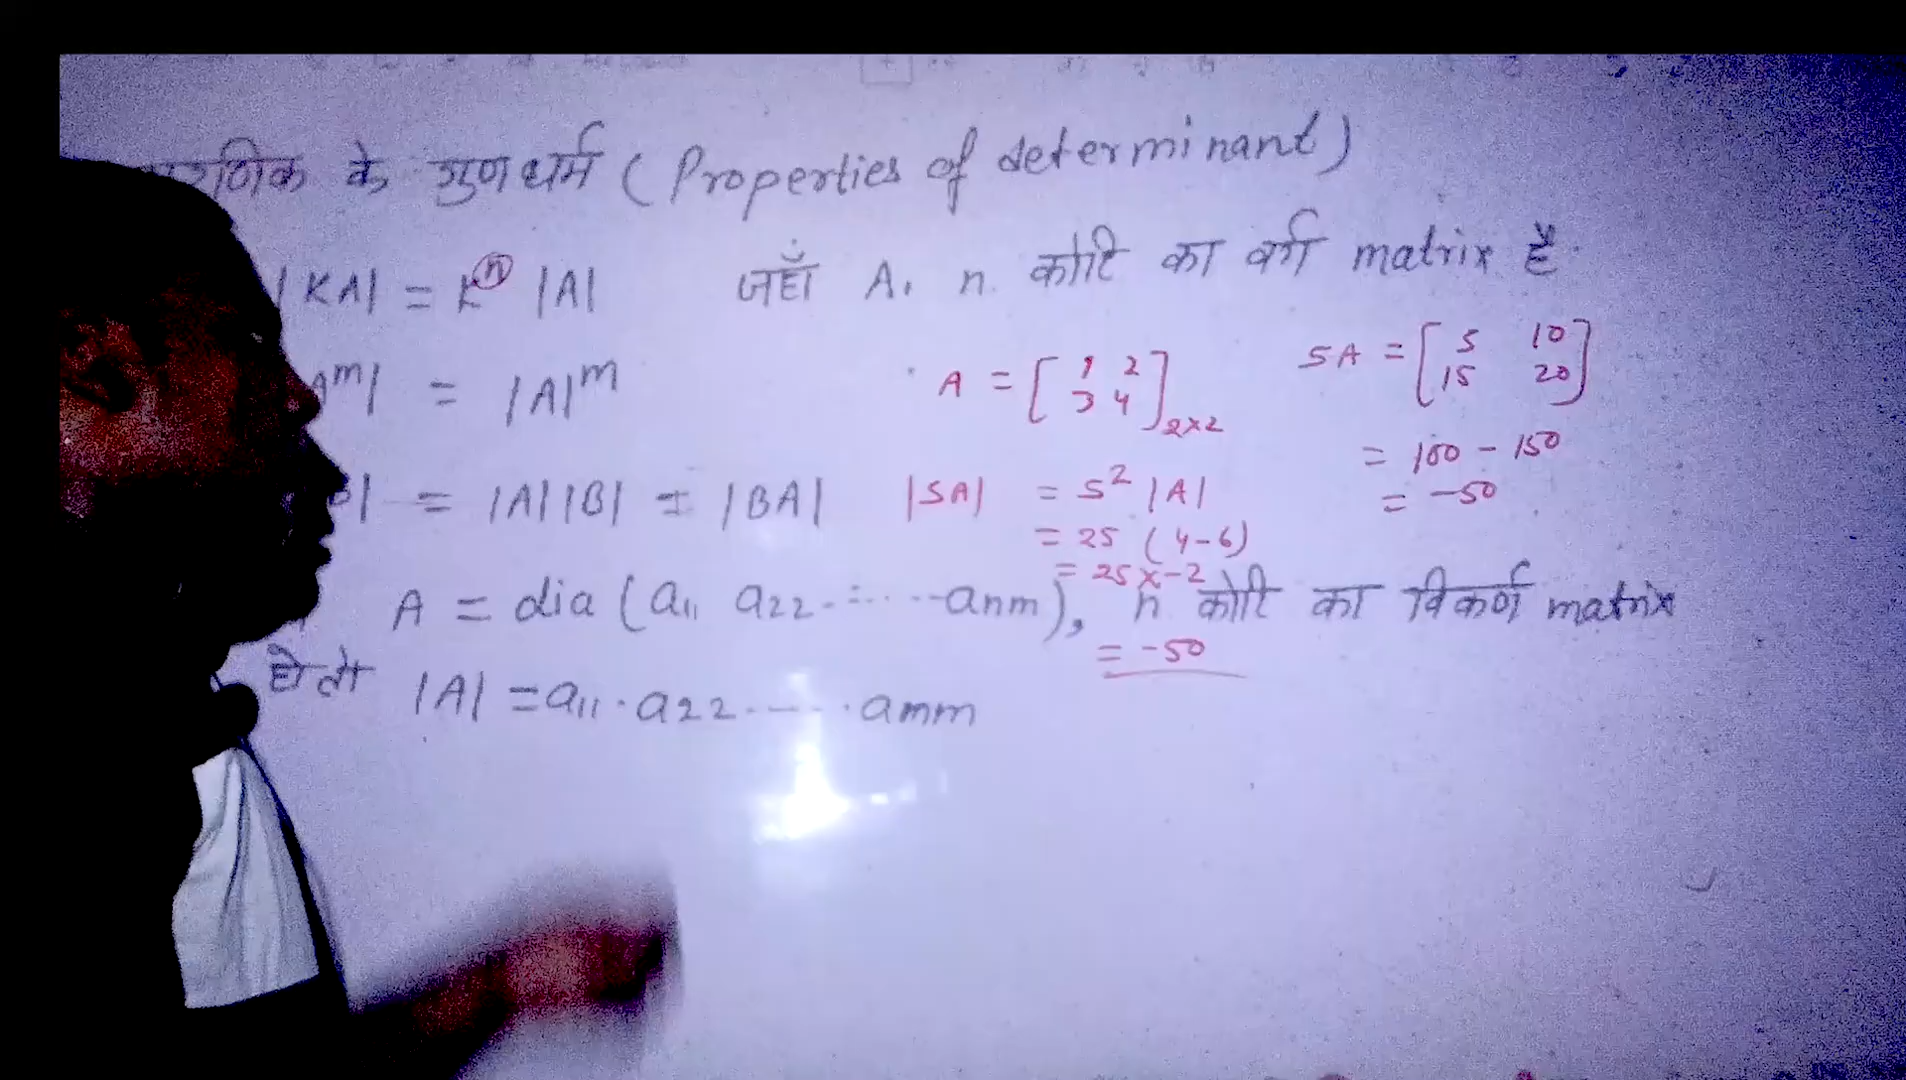 के गुणधर्म (Properties of determinant)
|KA| = k^n |A| जहाँ A, n कोटि का वर्ग matrix है
A^m| = |A|^m
A = [1 2
3 4]2×2
5A = [5 10
15 20]
= 100 - 150
= -50
| = |A||B| = |BA|
|5A| = 5² |A|
= 25 (4-6)
= 25 × -2
= -50
A = dia (a11 a22 ----- anm), n कोटि का विकर्ण matrix
तो |A| = a11 · a22 ---- · amm